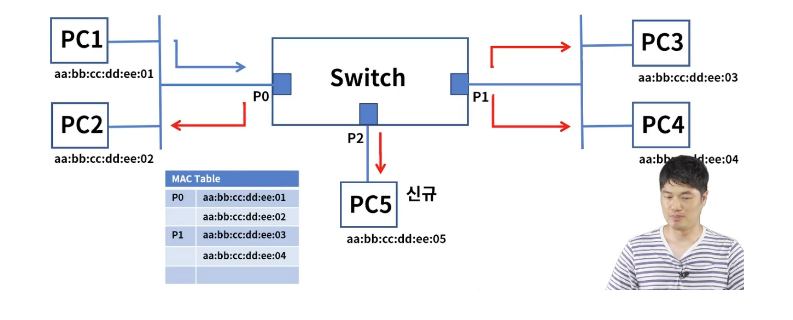 PC1
aa:bb:cc:dd:ee:01
PC2
aa:bb:cc:dd:ee:02
Switch
P0
P1
P2
PC3
aa:bb:cc:dd:ee:03
PC4
aa:bb:cc:dd:ee:04
PC5
신규
aa:bb:cc:dd:ee:05
MAC Table
P0 aa:bb:cc:dd:ee:01
aa:bb:cc:dd:ee:02
P1 aa:bb:cc:dd:ee:03
aa:bb:cc:dd:ee:04